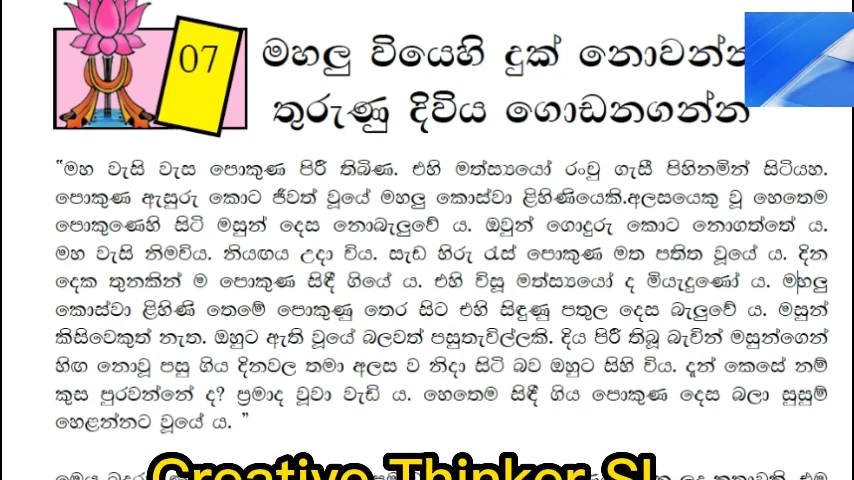 07
මහලු වියෙහි දුක් නොවන්න
තුරුණු දිවිය ගොඩනගන්න
“මහ වැසි වැස පොකුණ පිරී තිබිණ. එහි මත්ස්‍යයෝ රංචු ගැසී පිහිනමින් සිටියහ.
පොකුණ ඇසුරු කොට ජීවත් වූයේ මහලු කොස්වා ළිහිණියෙකි.අලසයෙකු වූ හෙතෙම
පොකුණෙහි සිටි මසුන් දෙස නොබැලුවේ ය. ඔවුන් ගොදුරු කොට නොගත්තේ ය.
මහ වැසි නිමවිය. නියඟය උදා විය. සැඩ හිරු රැස් පොකුණ මත පතිත වූයේ ය. දින
දෙක තුනකින් ම පොකුණ සිඳී ගියේ ය. එහි විසූ මත්ස්‍යයෝ ද මියැදුණෝ ය. මහලු
කොස්වා ළිහිණි තෙමේ පොකුණු තෙර සිට එහි සිඳුණු පතුල දෙස බැලුවේ ය. මසුන්
කිසිවෙකුත් නැත. ඔහුට ඇති වූයේ බලවත් පසුතැවිල්ලකි. දිය පිරී තිබූ බැවින් මසුන්ගෙන්
හිඟ නොවූ පසු ගිය දිනවල තමා අලස ව නිදා සිටි බව ඔහුට සිහි විය. දැන් කෙසේ නම්
කුස පුරවන්නේ ද? ප්‍රමාද වූවා වැඩි ය. හෙතෙම සිඳී ගිය පොකුණ දෙස බලා සුසුම්
හෙළන්නට වූයේ ය. ”
Creative Thinker SL